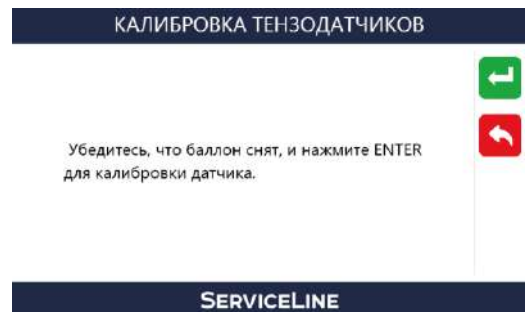 КАЛИБРОВКА ТЕНЗОДАТЧИКОВ
Убедитесь, что баллон снят, и нажмите ENTER
для калибровки датчика.
SERVICELINE